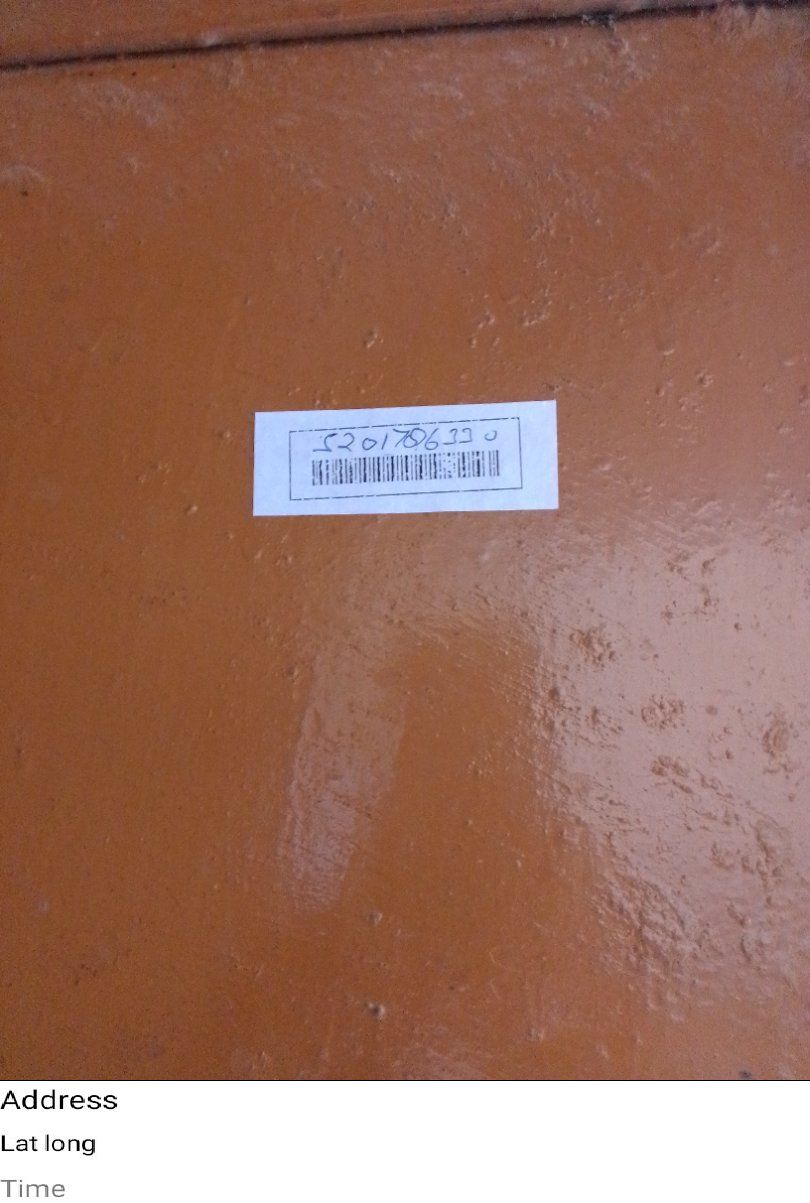 5201786330
Address
Lat long
Time